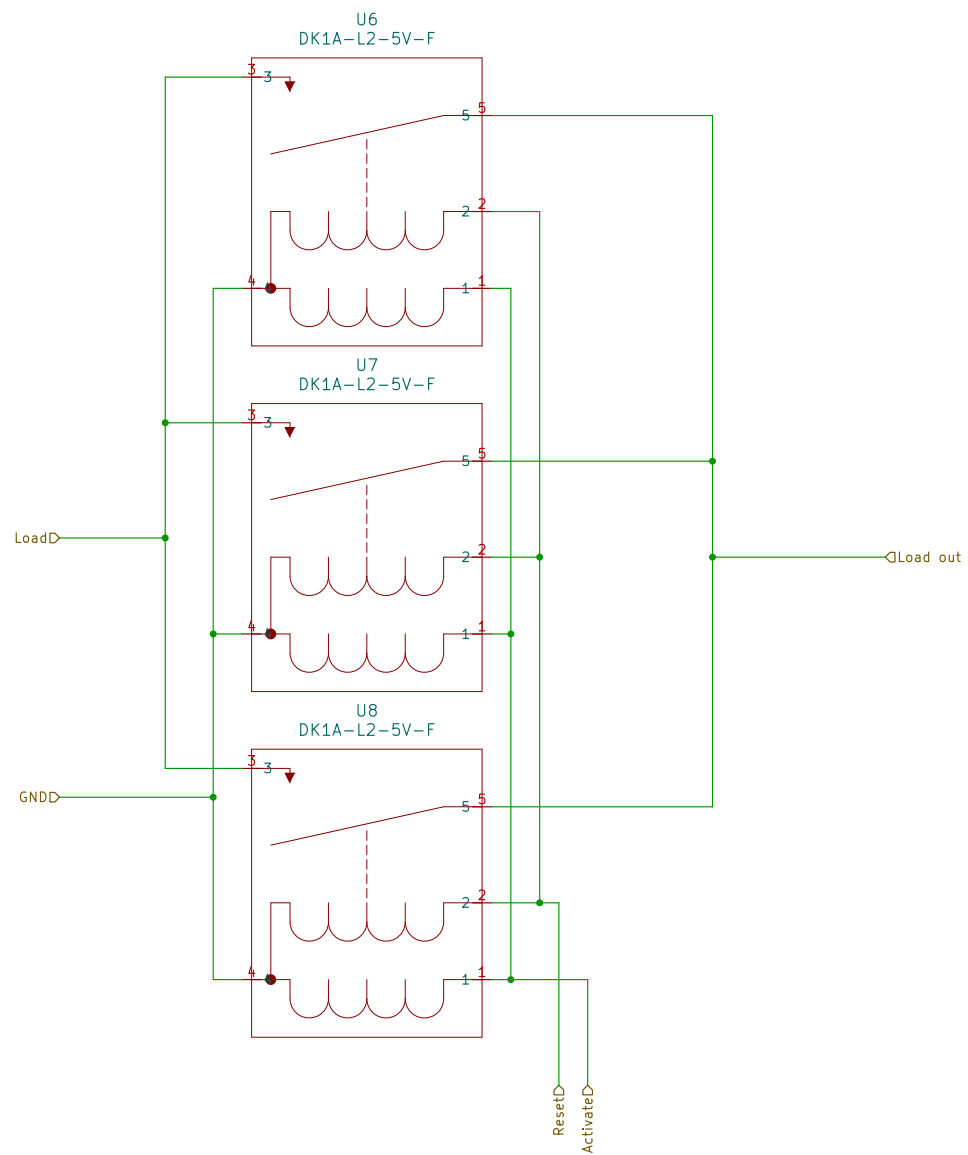 U6
DK1A-L2-5V-F
3 3
5 5
2 2
4 1 1
U7
DK1A-L2-5V-F
3 3
5 5
2 2
4 1 1
Load
Load out
U8
DK1A-L2-5V-F
3 3
GND
5 5
2 2
4 1 1
Reset
Activate